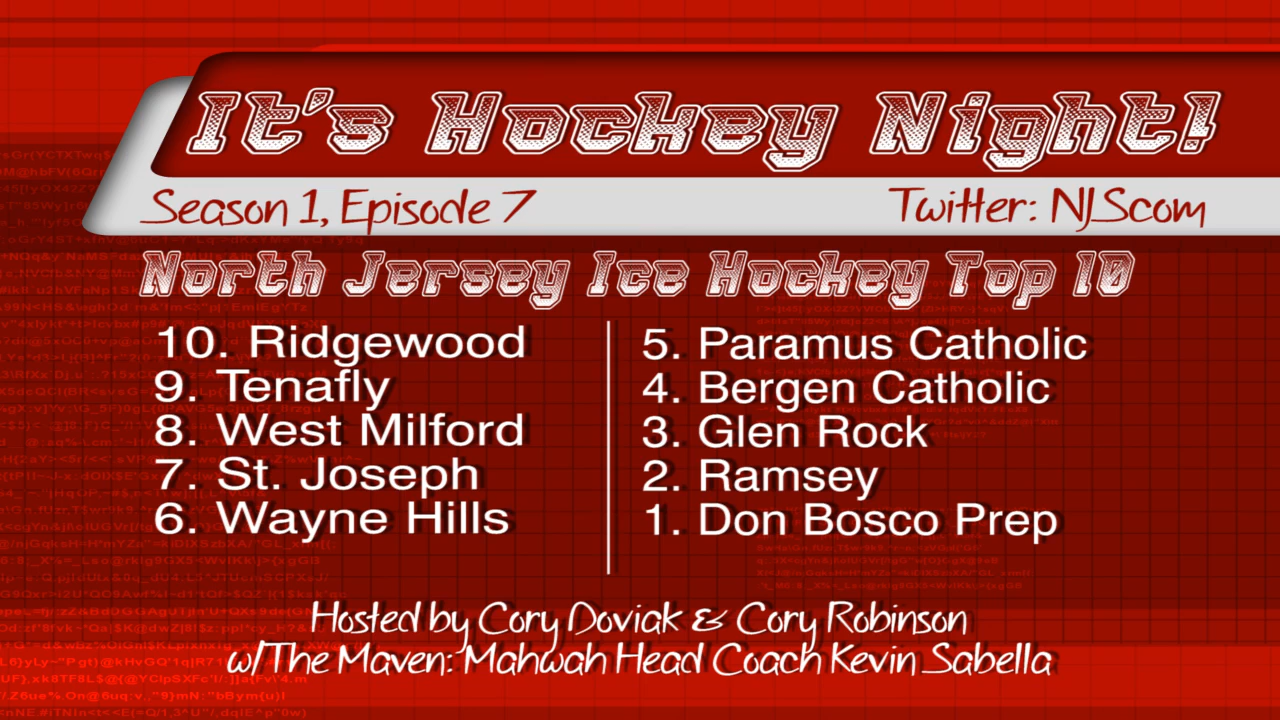 It's Hockey Night!
Season 1, Episode 7
Twitter: NJScom
North Jersey Ice Hockey Top 10
10. Ridgewood
9. Tenafly
8. West Milford
7. St. Joseph
6. Wayne Hills
5. Paramus Catholic
4. Bergen Catholic
3. Glen Rock
2. Ramsey
1. Don Bosco Prep
Hosted by Cory Doviak & Cory Robinson
w/The Maven: Mahwah Head Coach Kevin Sabella